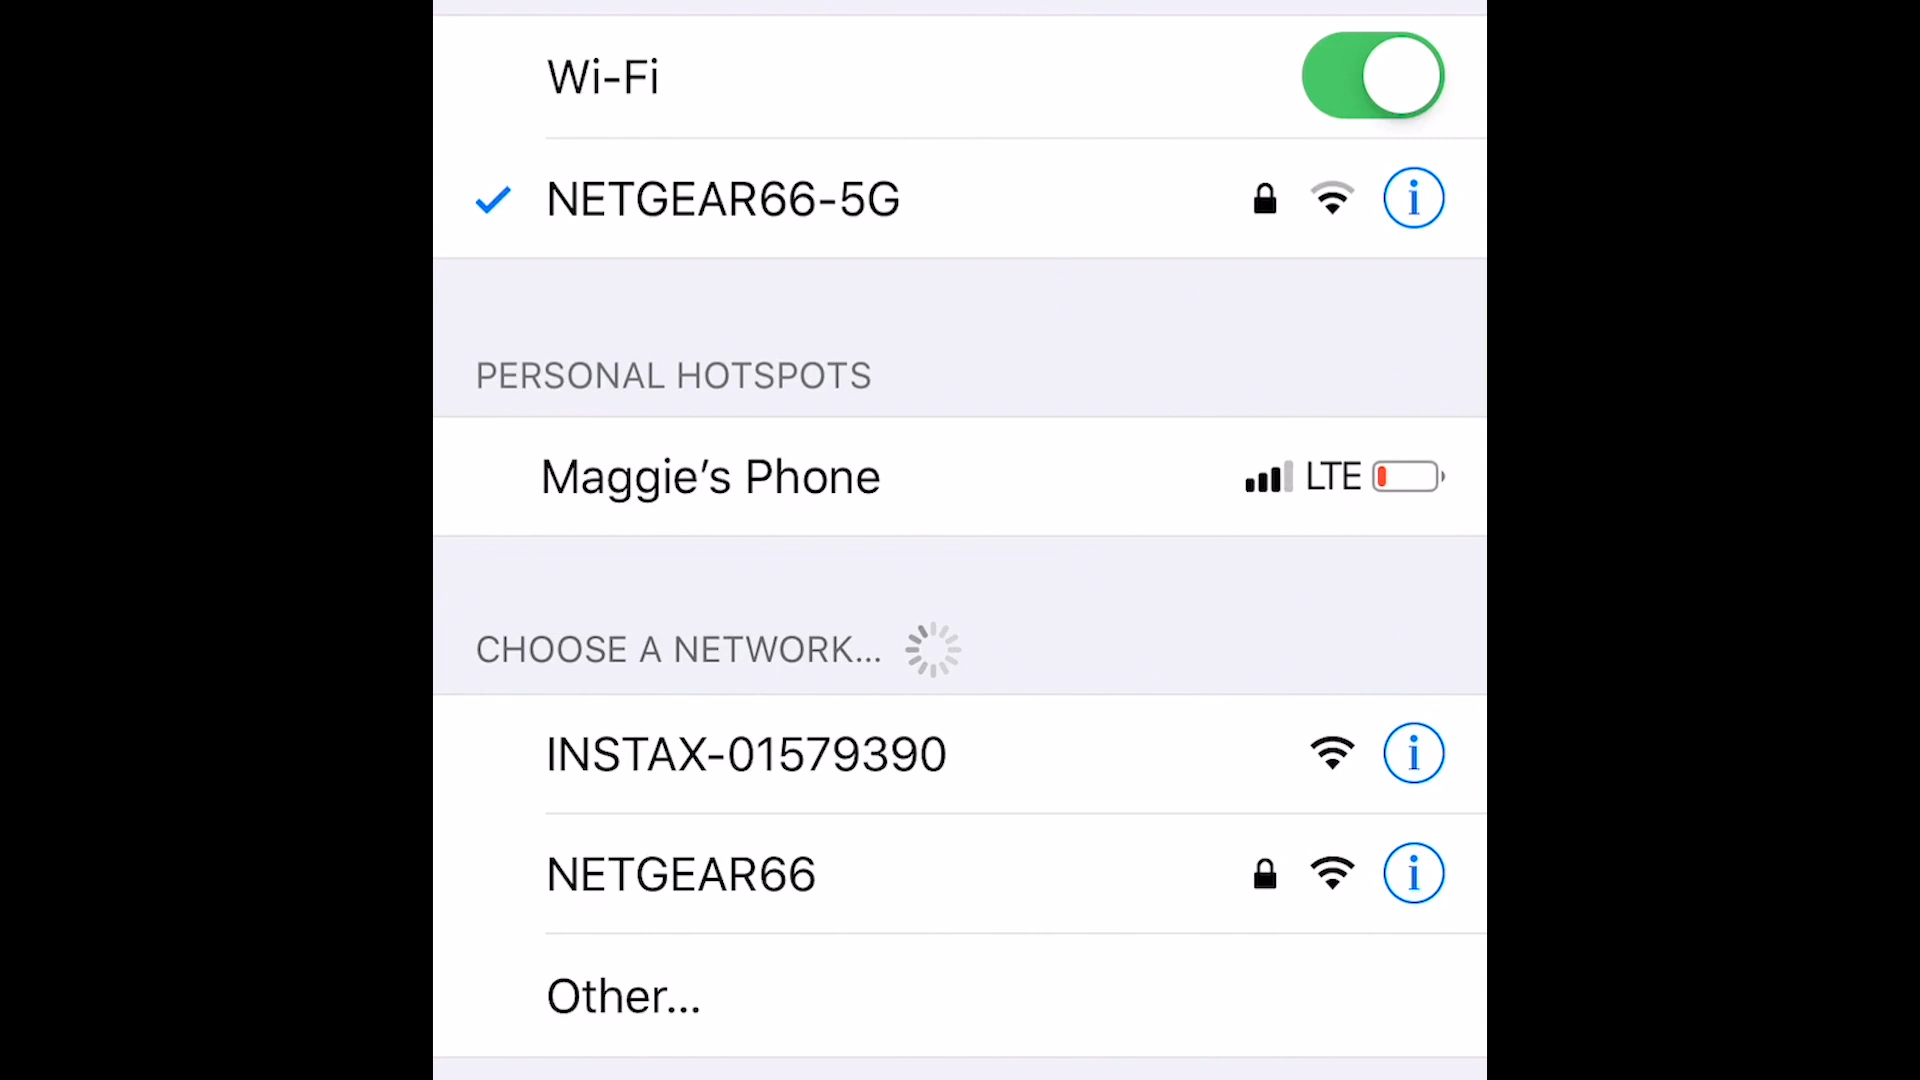 Wi-Fi
NETGEAR66-5G
PERSONAL HOTSPOTS
Maggie’s Phone LTE
CHOOSE A NETWORK...
INSTAX-01579390
NETGEAR66
Other...